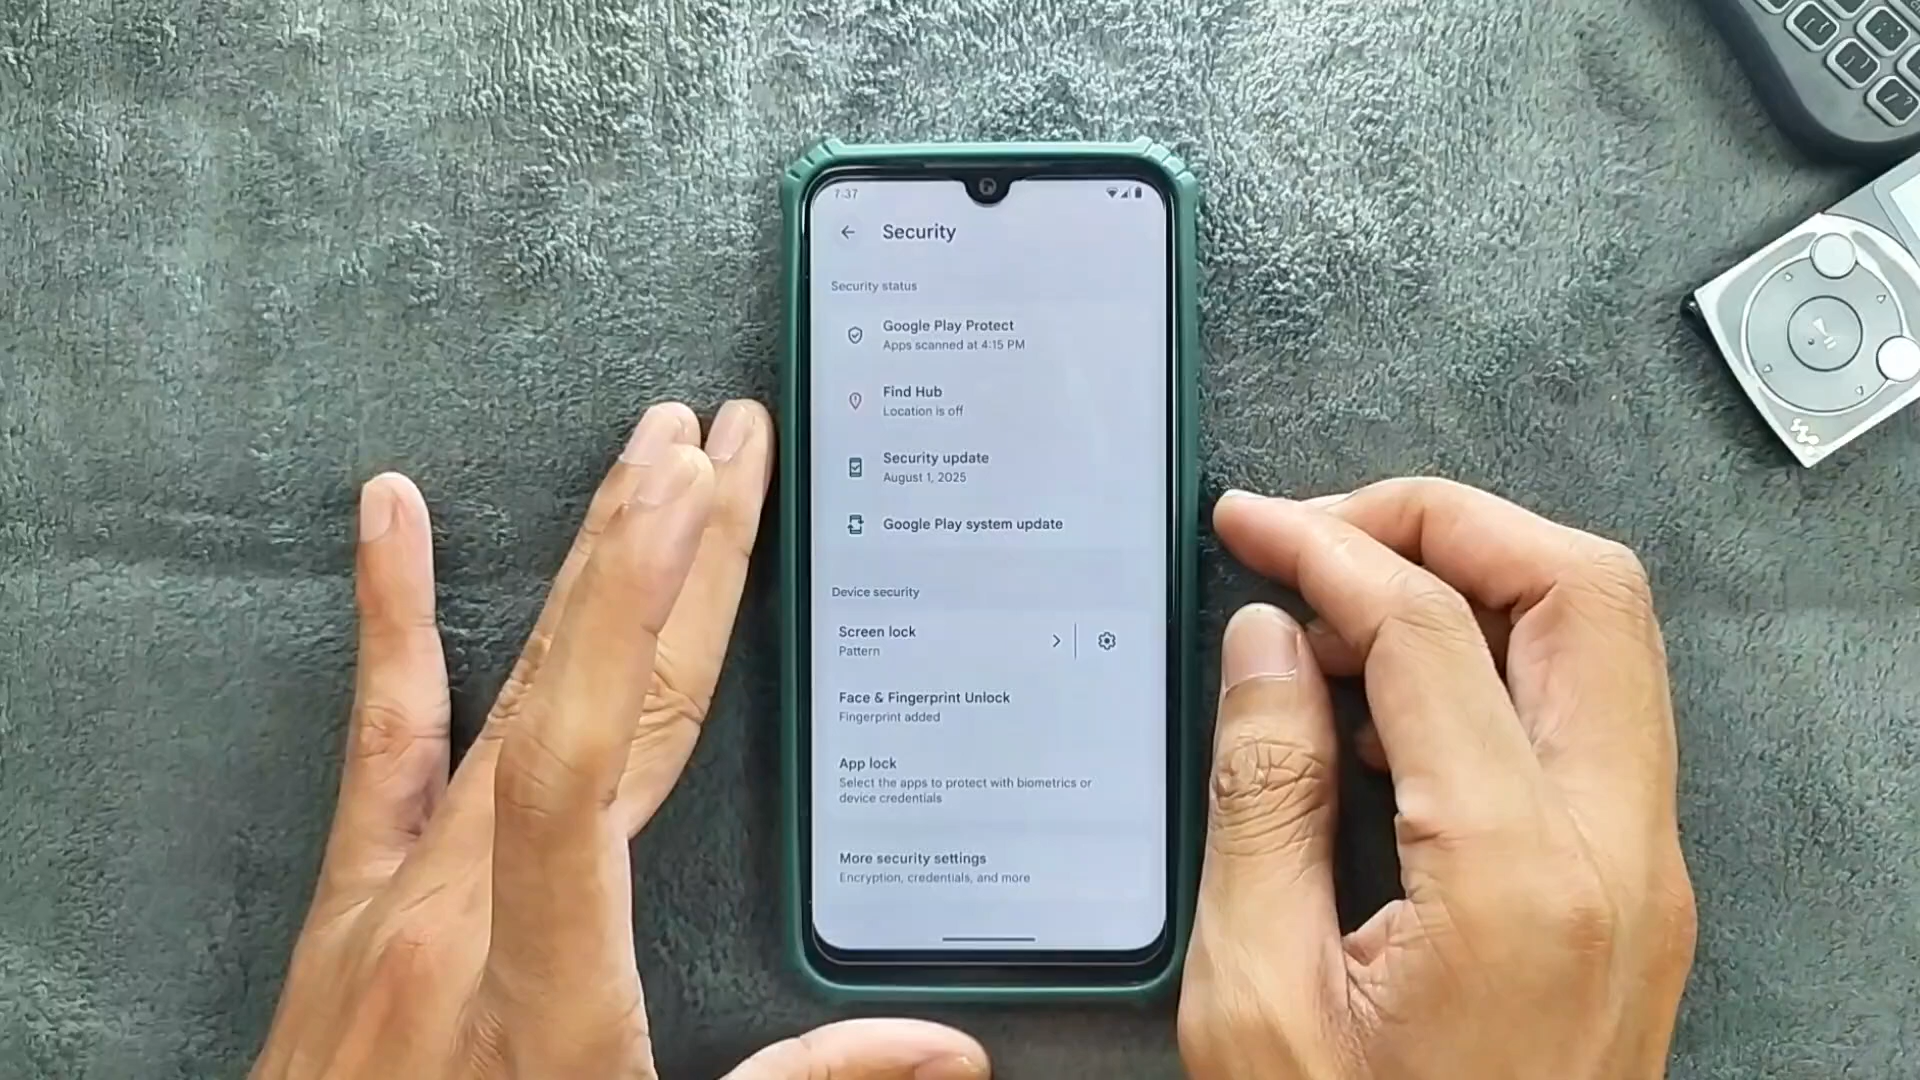 7:37
Security
Security status
Google Play Protect
Apps scanned at 4:15 PM
Find Hub
Location is off
Security update
August 1, 2025
Google Play system update
Device security
Screen lock
Pattern
Face & Fingerprint Unlock
Fingerprint added
App lock
Select the apps to protect with biometrics or
device credentials
More security settings
Encryption, credentials, and more